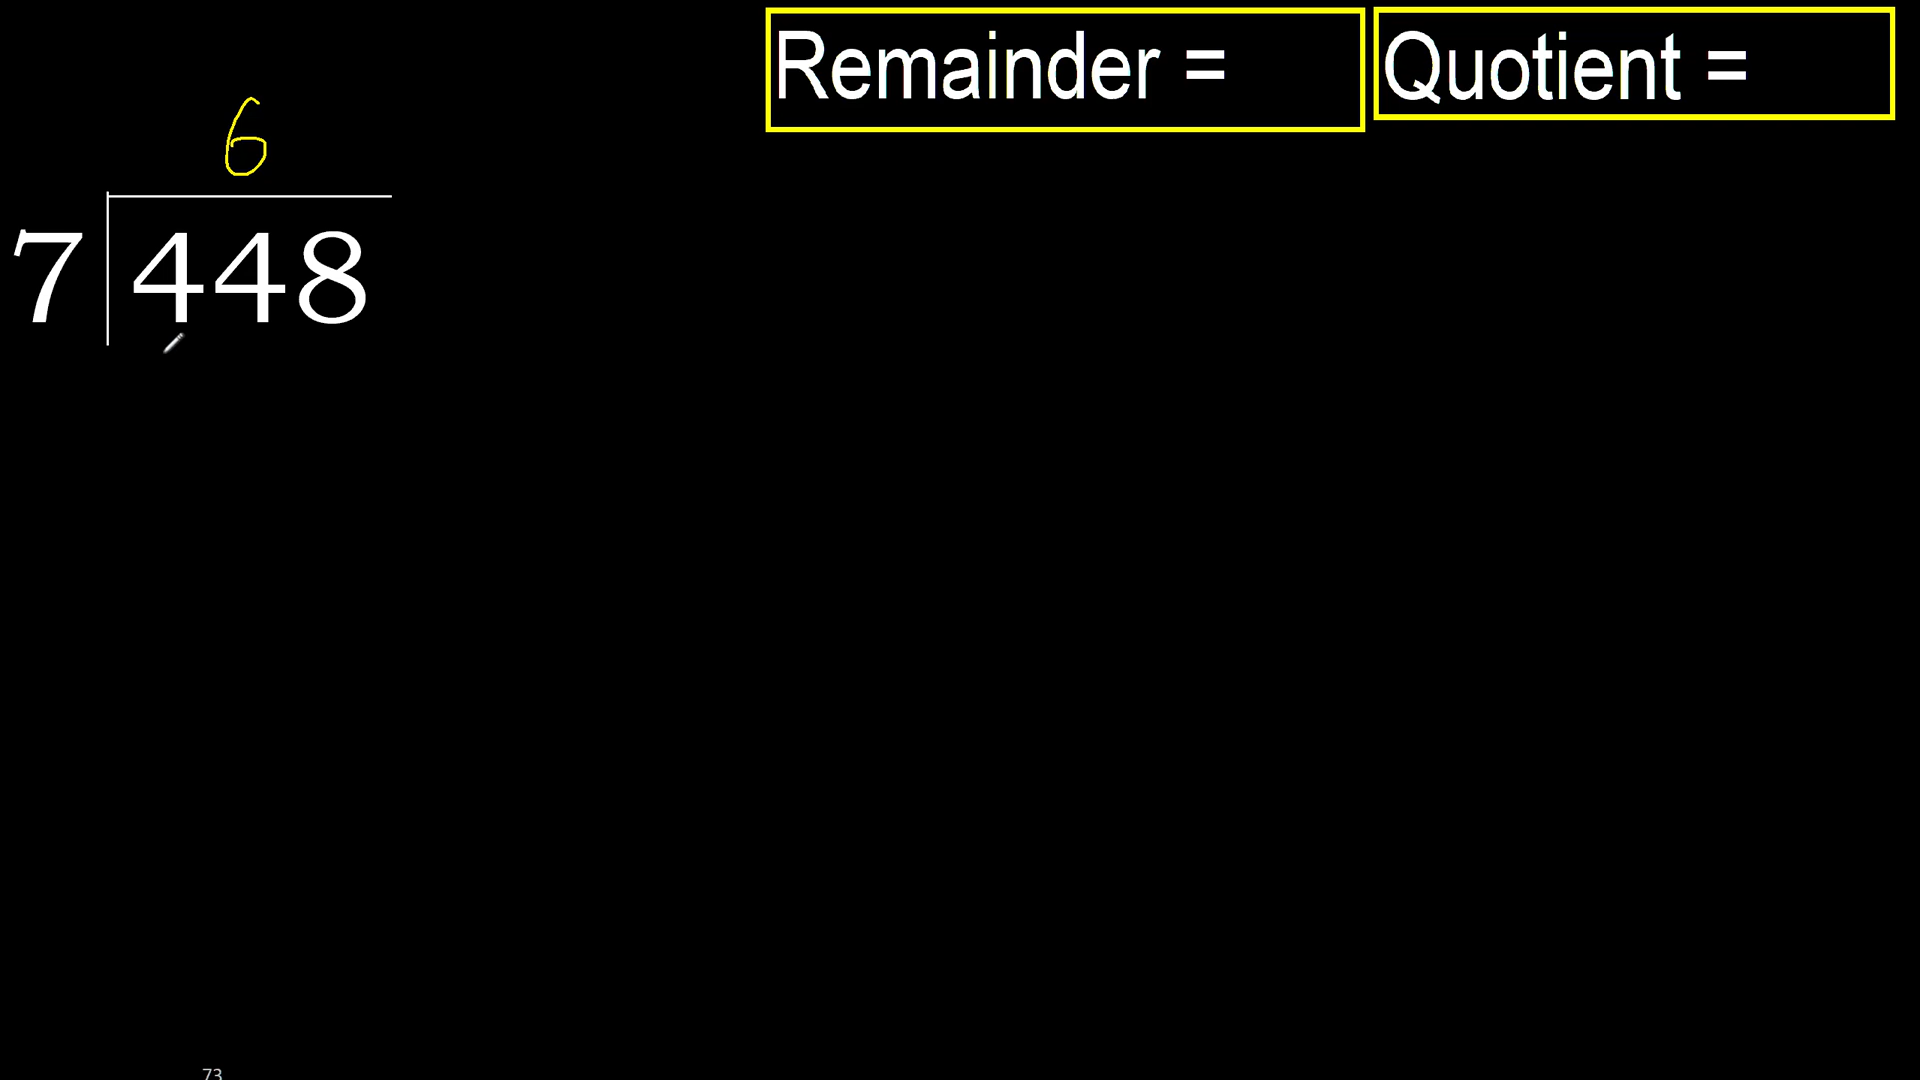 Remainder = Quotient =
6
7 448
73